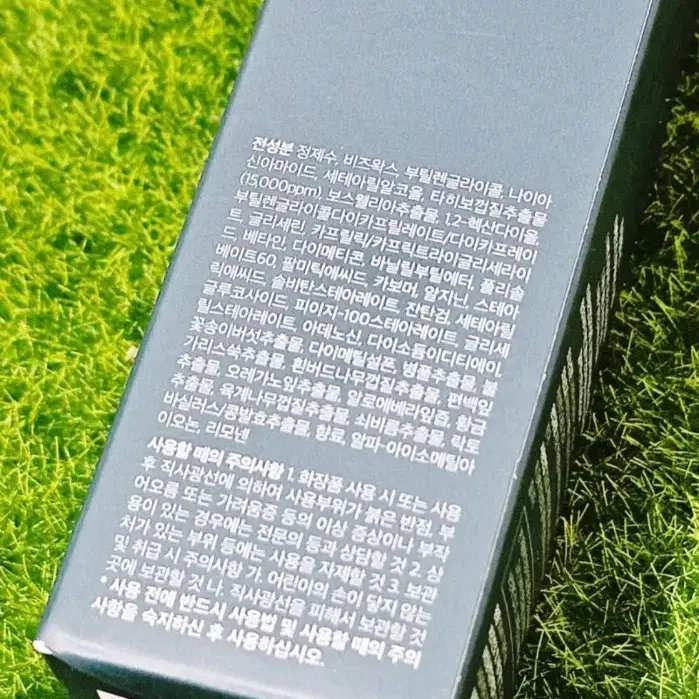 전성분 정제수, 비즈왁스, 부틸렌글라이콜, 나이아
신아마이드, 세테아릴알코올, 타히보껍질추출물
(15,000ppm), 보스웰리아추출물, 1,2-헥산다이올,
부틸렌글라이콜다이카프릴레이트/다이카프레이
트, 글리세린, 카프릴릭/카프릭트라이글리세라이
드, 베타인, 다이메티콘, 바닐릴부틸에터, 폴리솔
베이트60, 팔미틱애씨드, 카보머, 알지닌, 스테아
릭애씨드, 솔비탄스테아레이트, 잔탄검, 세테아릴
글루코사이드, 피이지-100스테아레이트, 글리세
릴스테아레이트, 아데노신, 다이소듐이디티에이,
꽃송이버섯추출물, 다이메틸설폰, 병풀추출물, 불
가리스쑥추출물, 흰버드나무껍질추출물, 편백잎
추출물, 오레가노잎추출물, 알로에베라잎즙, 황금
추출물, 육계나무껍질추출물, 쇠비름추출물, 락토
바실러스/콩발효추출물, 향료, 알파-아이소메틸아
이오논, 리모넨
사용할 때의 주의사항 1. 화장품 사용 시 또는 사용
후 직사광선에 의하여 사용부위가 붉은 반점, 부
어오름 또는 가려움증 등의 이상 증상이나 부작
용이 있는 경우에는 전문의 등과 상담할 것 2. 상
처가 있는 부위 등에는 사용을 자제할 것 3. 보관
및 취급 시 주의사항 가. 어린이의 손이 닿지 않는
곳에 보관할 것 나. 직사광선을 피해서 보관할 것
* 사용 전에 반드시 사용법 및 사용할 때의 주의
사항을 숙지하신 후 사용하십시오.